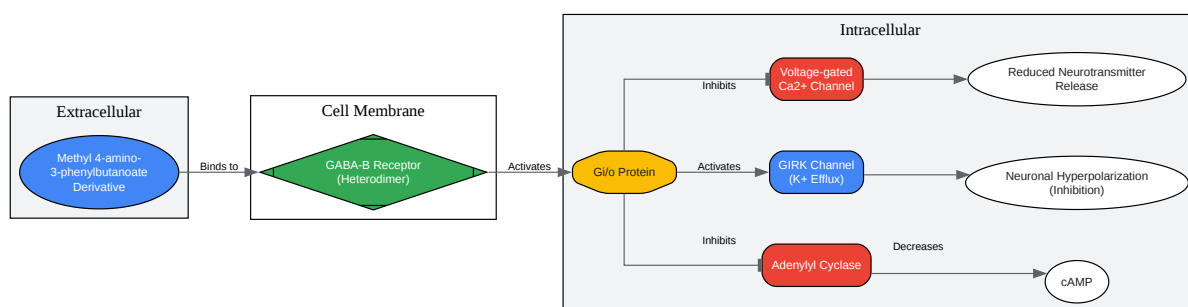 Extracellular
Methyl 4-amino-
3-phenylbutanoate
Derivative
Binds to
Cell Membrane
GABA-B Receptor
(Heterodimer)
Activates
Intracellular
Gi/o Protein
Inhibits
Voltage-gated
Ca2+ Channel
Reduced Neurotransmitter
Release
Activates
GIRK Channel
(K+ Efflux)
Neuronal Hyperpolarization
(Inhibition)
Inhibits
Adenylyl Cyclase
Decreases
cAMP